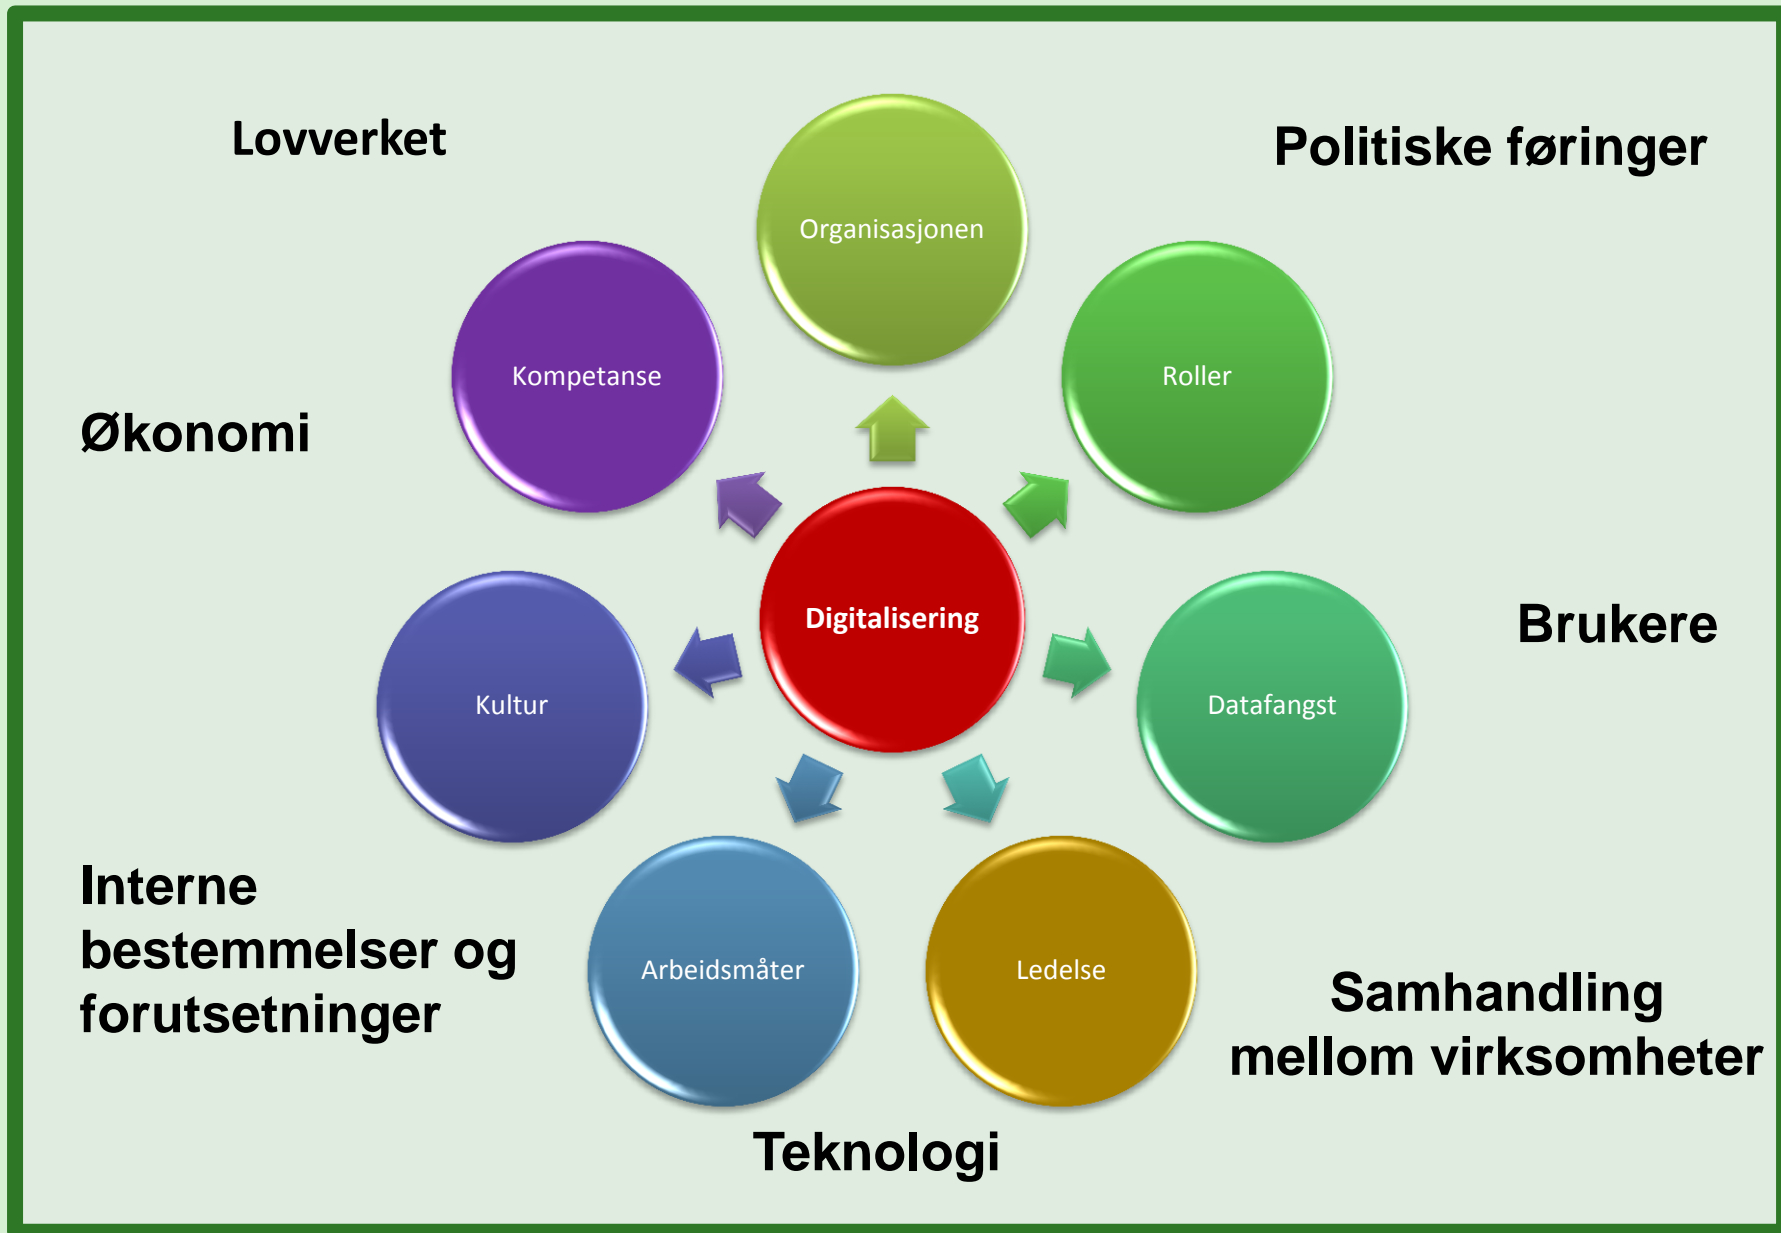 Lovverket
Politiske føringer
Organisasjonen
Kompetanse
Roller
Økonomi
Digitalisering
Brukere
Kultur
Datafangst
Interne
bestemmelser og
forutsetninger
Arbeidsmåter
Ledelse
Samhandling
mellom virksomheter
Teknologi